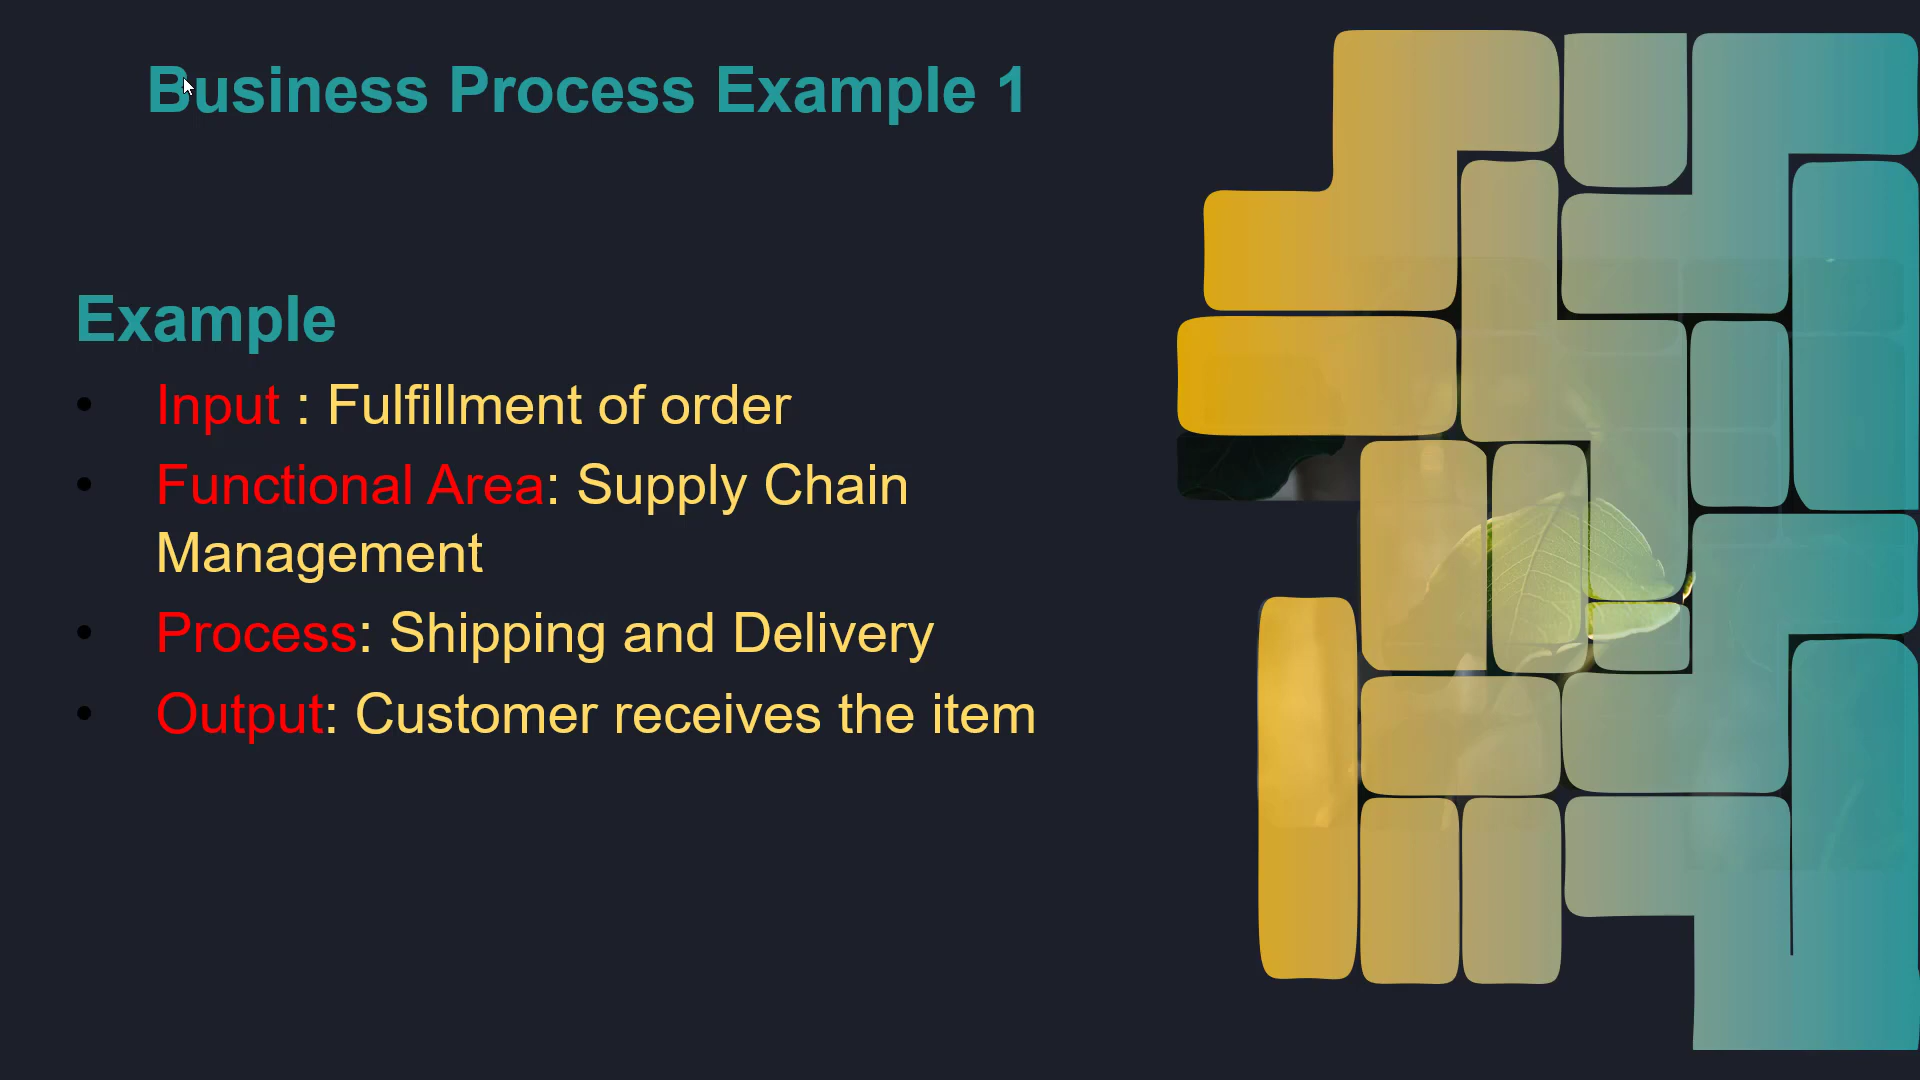 Business Process Example 1
Example
• Input : Fulfillment of order
• Functional Area: Supply Chain
Management
• Process: Shipping and Delivery
• Output: Customer receives the item